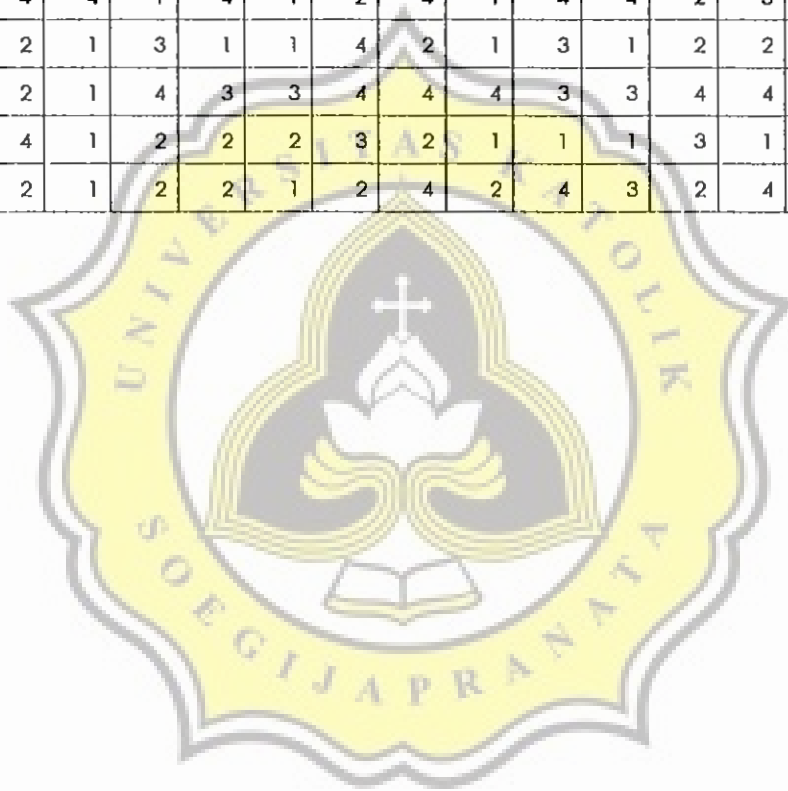 2 1 3 1 1 4 2 1 3 1 2 2
2 1 4 3 3 4 4 4 3 3 4 4
4 1 2 2 2 3 2 1 1 1 3 1
2 1 2 2 1 2 4 2 4 3 2 4
UNIVERSITAS KATOLIK
SOEGIJAPRANATA